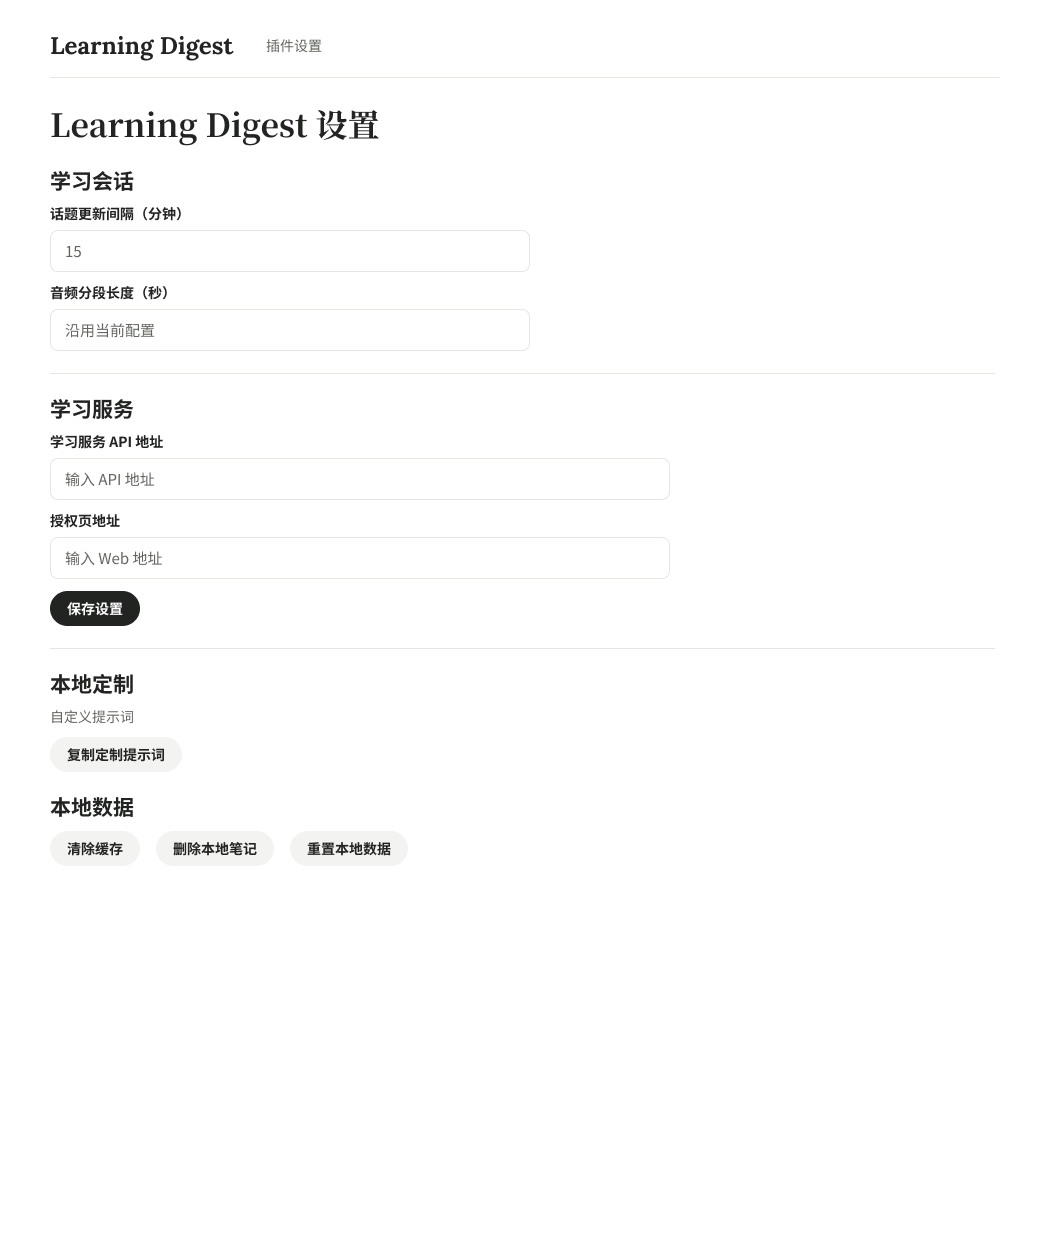 Learning Digest 插件设置
Learning Digest 设置
学习会话
话题更新间隔（分钟）
15
音频分段长度（秒）
沿用当前配置
学习服务
学习服务 API 地址
输入 API 地址
授权页地址
输入 Web 地址
保存设置
本地定制
自定义提示词
复制定制提示词
本地数据
清除缓存 删除本地笔记 重置本地数据